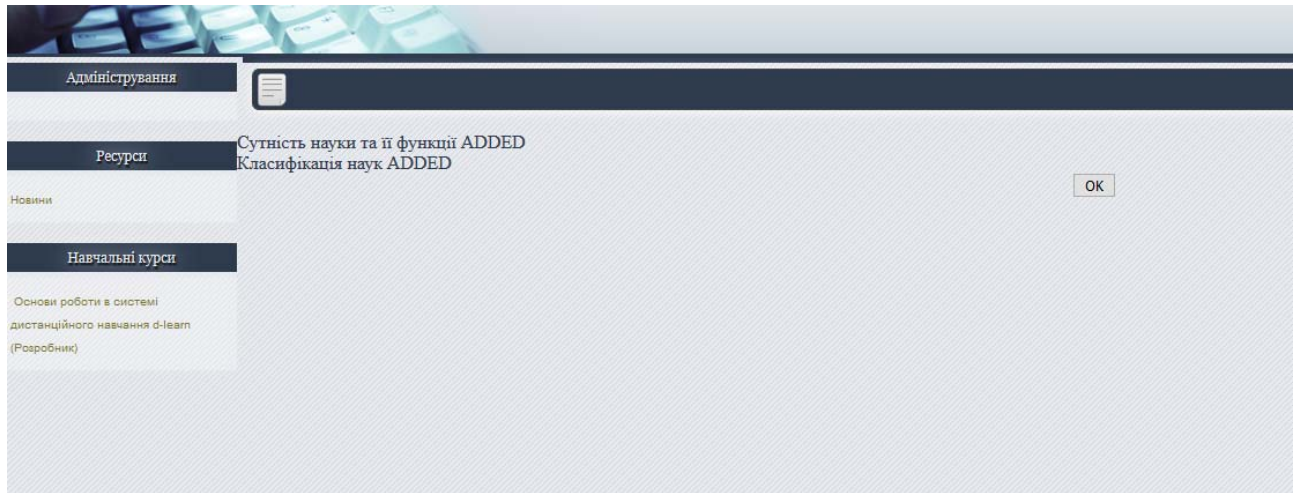 Адміністрування
Ресурси
Новини
Навчальні курси
Основи роботи в системі
дистанційного навчання d-learn
(Розробник)
Сутність науки та її функції ADDED
Класифікація наук ADDED
OK